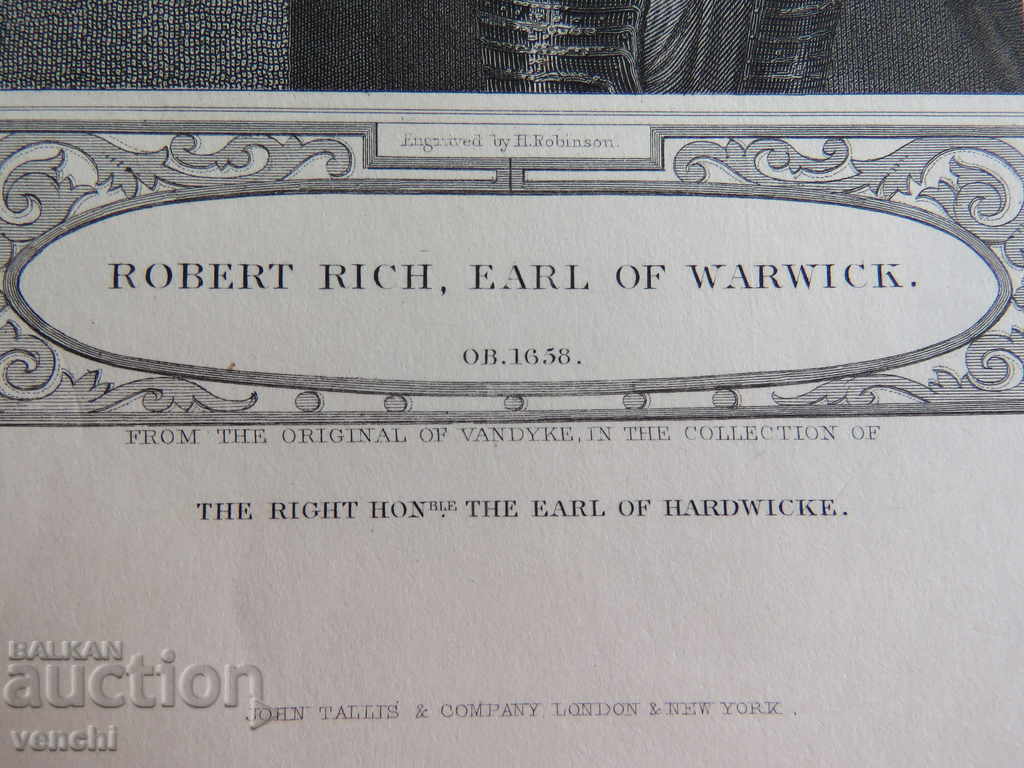 Engraved by H. Robinson.
ROBERT RICH, EARL OF WARWICK.
OB. 1658.
FROM THE ORIGINAL OF VANDYKE, IN THE COLLECTION OF
THE RIGHT HONBLE. THE EARL OF HARDWICKE.
JOHN TALLIS & COMPANY LONDON & NEW YORK.
BALKAN
auction
venchi